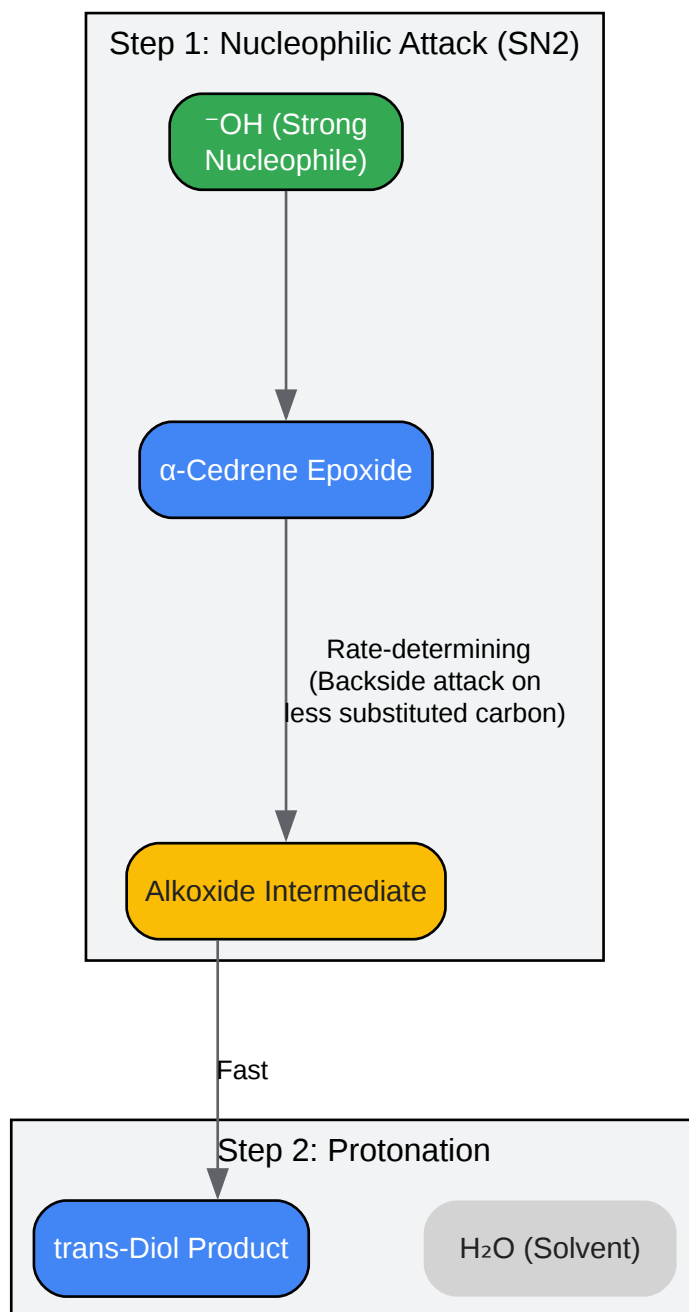 Step 1: Nucleophilic Attack (SN2)
⁻OH (Strong
Nucleophile)
α-Cedrene Epoxide
Rate-determining
(Backside attack on
less substituted carbon)
Alkoxide Intermediate
Fast
Step 2: Protonation
trans-Diol Product
H₂O (Solvent)